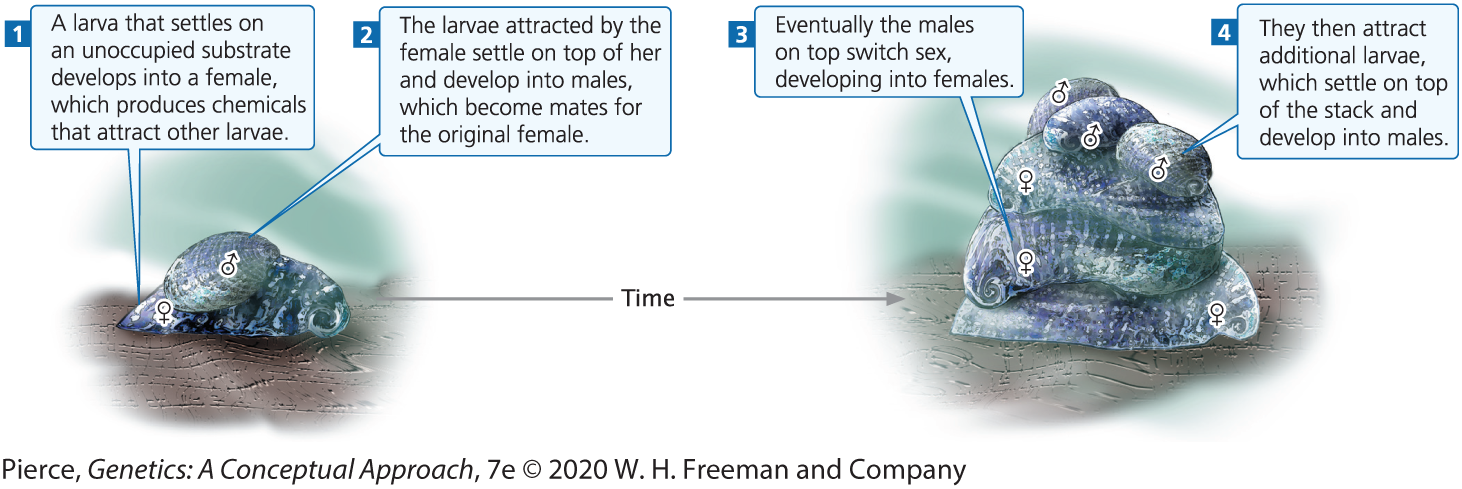 1
A larva that settles on
an unoccupied substrate
develops into a female,
which produces chemicals
that attract other larvae.
2
The larvae attracted by the
female settle on top of her
and develop into males,
which become mates for
the original female.
3
Eventually the males
on top switch sex,
developing into females.
4
They then attract
additional larvae,
which settle on top
of the stack and
develop into males.
♂
♀
Time
♂
♂
♂
♀
♀
♀
Pierce, Genetics: A Conceptual Approach, 7e © 2020 W. H. Freeman and Company